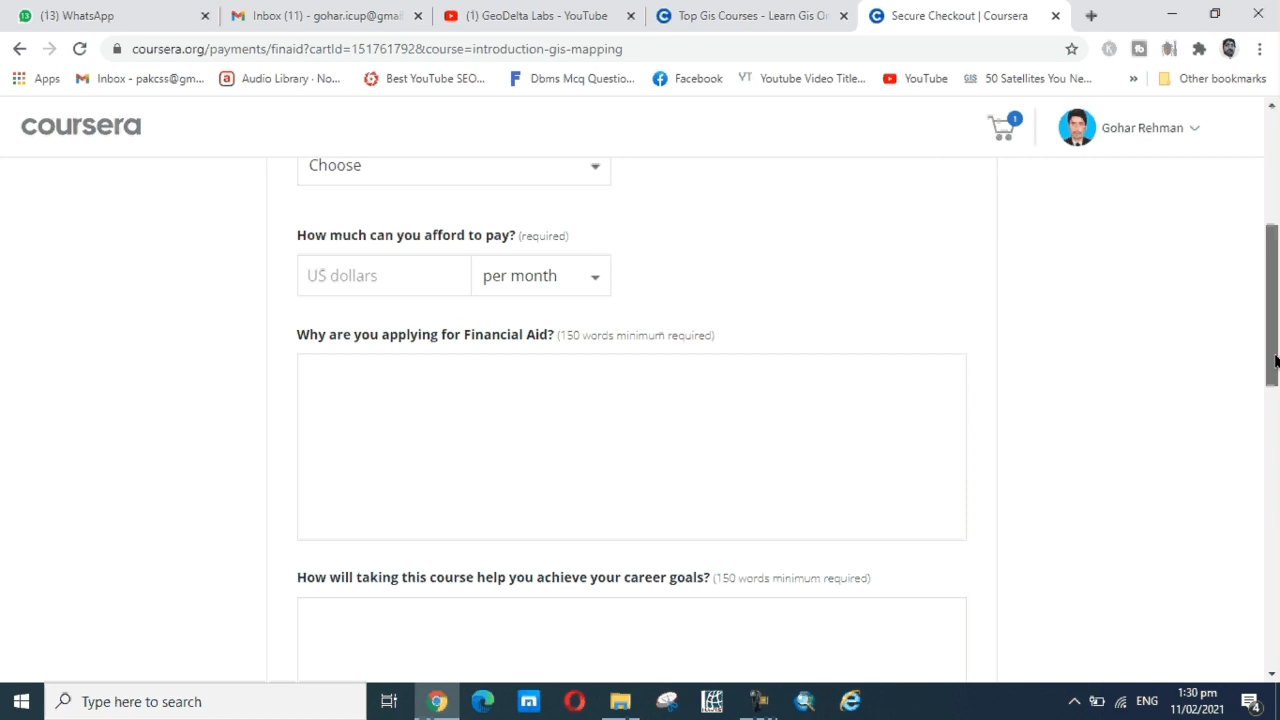 (13) WhatsApp
Inbox (11) - gohar.icup@gma
(1) GeoDelta Labs - YouTube
Top Gis Courses - Learn Gis O
Secure Checkout | Coursera
coursera.org/payments/finaid?cartId=151761792&course=introduction-gis-mapping
Apps
Inbox - pakcss@gm...
Audio Library · No...
Best YouTube SEO...
Dbms Mcq Questio...
Facebook
Youtube Video Title...
YouTube
50 Satellites You Ne...
»
Other bookmarks
coursera
1
Gohar Rehman
Choose
How much can you afford to pay? (required)
US dollars
per month
Why are you applying for Financial Aid? (150 words minimum required)
How will taking this course help you achieve your career goals? (150 words minimum required)
Type here to search
ENG
1:30 pm
11/02/2021
4